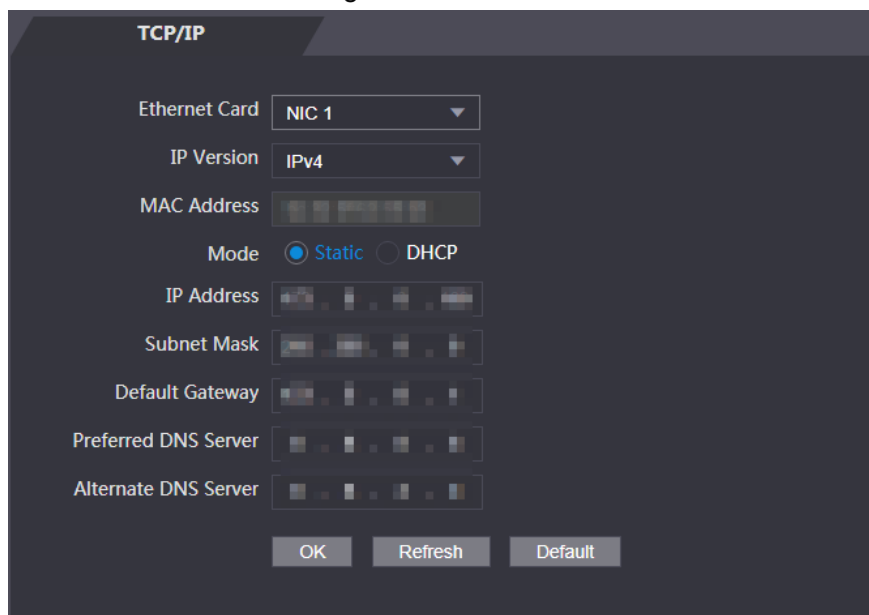 TCP/IP
Ethernet Card NIC 1
IP Version IPv4
MAC Address
Mode Static DHCP
IP Address
Subnet Mask
Default Gateway
Preferred DNS Server
Alternate DNS Server
OK Refresh Default